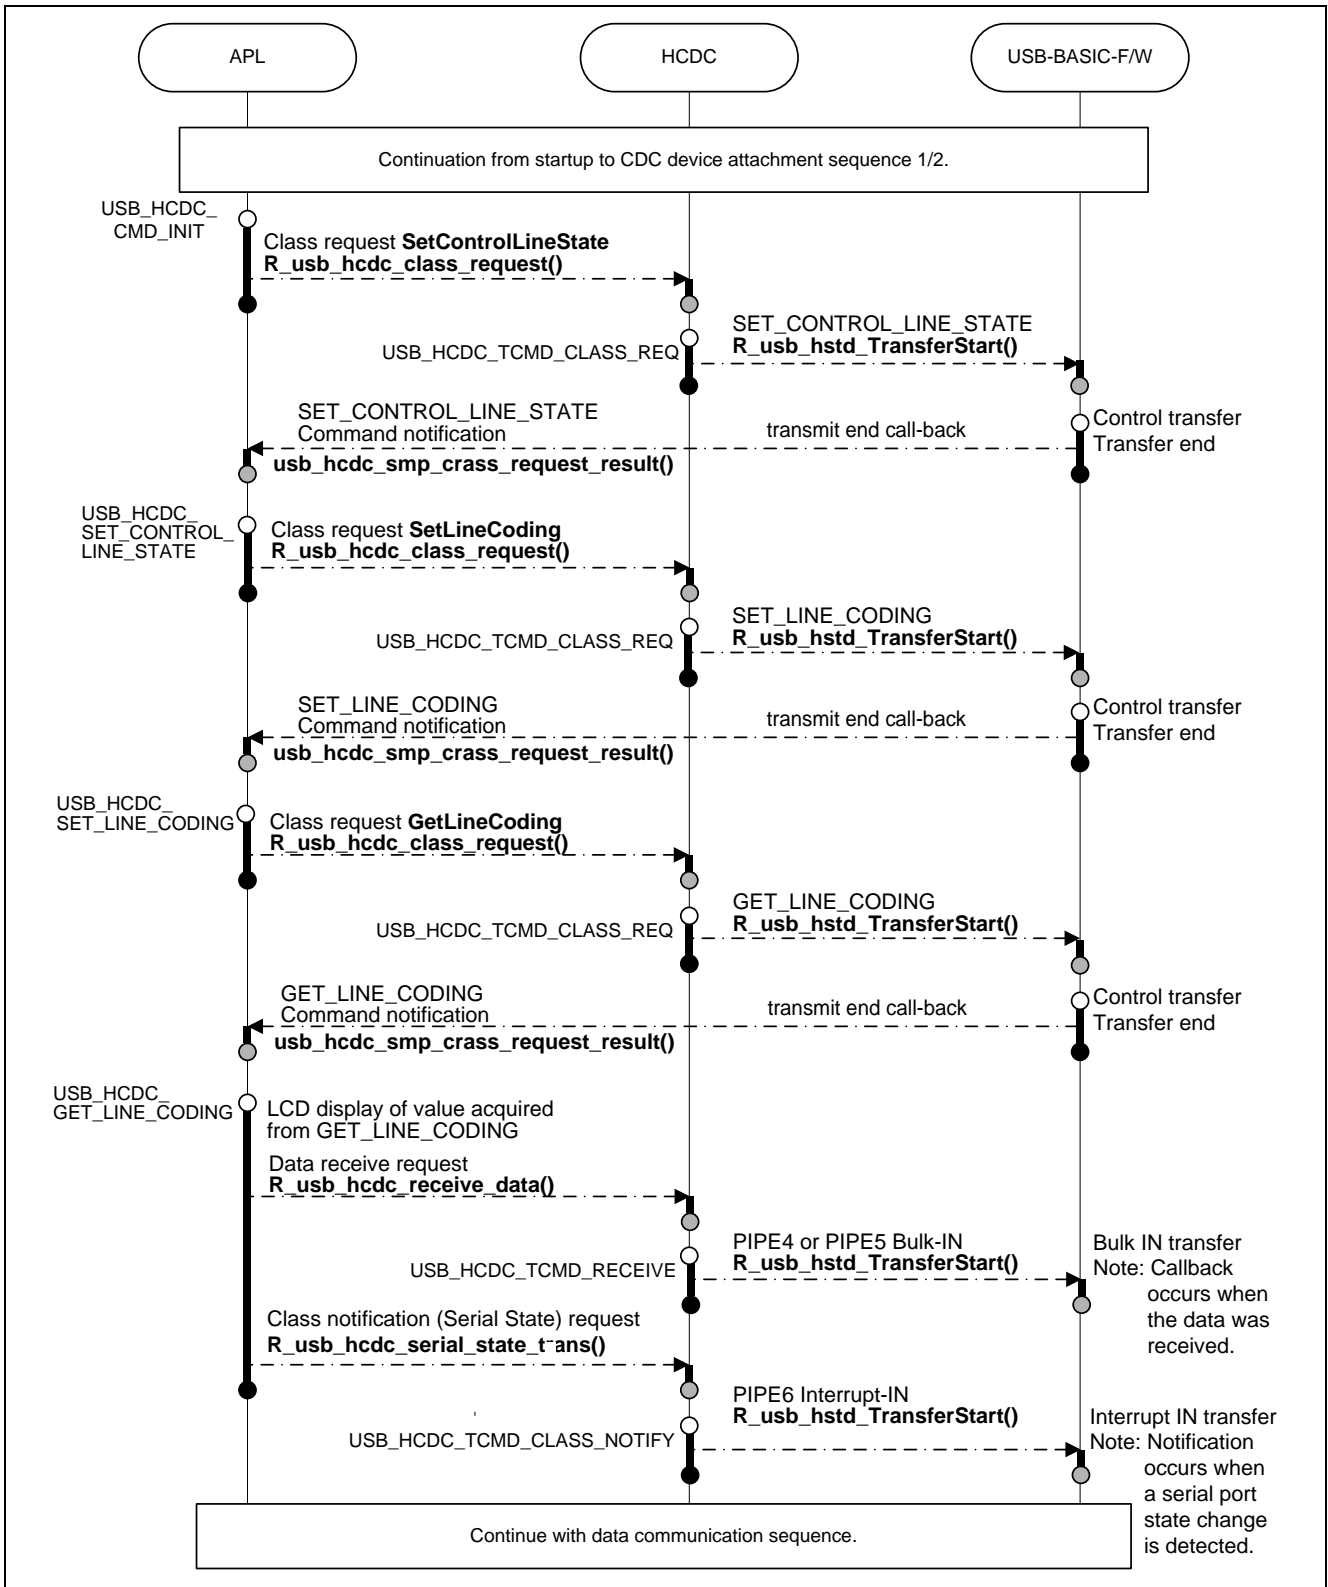 APL
HCDC
USB-BASIC-F/W
Continuation from startup to CDC device attachment sequence 1/2.
USB_HCDC_
CMD_INIT
Class request SetControlLineState
R_usb_hcdc_class_request()
SET_CONTROL_LINE_STATE
R_usb_hstd_TransferStart()
USB_HCDC_TCMD_CLASS_REQ
SET_CONTROL_LINE_STATE
Command notification
transmit end call-back
Control transfer
Transfer end
usb_hcdc_smp_crass_request_result()
USB_HCDC_
SET_CONTROL_
LINE_STATE
Class request SetLineCoding
R_usb_hcdc_class_request()
SET_LINE_CODING
R_usb_hstd_TransferStart()
USB_HCDC_TCMD_CLASS_REQ
SET_LINE_CODING
Command notification
transmit end call-back
Control transfer
Transfer end
usb_hcdc_smp_crass_request_result()
USB_HCDC_
SET_LINE_CODING
Class request GetLineCoding
R_usb_hcdc_class_request()
GET_LINE_CODING
R_usb_hstd_TransferStart()
USB_HCDC_TCMD_CLASS_REQ
GET_LINE_CODING
Command notification
transmit end call-back
Control transfer
Transfer end
usb_hcdc_smp_crass_request_result()
USB_HCDC_
GET_LINE_CODING
LCD display of value acquired
from GET_LINE_CODING
Data receive request
R_usb_hcdc_receive_data()
PIPE4 or PIPE5 Bulk-IN
R_usb_hstd_TransferStart()
USB_HCDC_TCMD_RECEIVE
Bulk IN transfer
Note: Callback
occurs when
the data was
received.
Class notification (Serial State) request
R_usb_hcdc_serial_state_trans()
PIPE6 Interrupt-IN
R_usb_hstd_TransferStart()
USB_HCDC_TCMD_CLASS_NOTIFY
Interrupt IN transfer
Note: Notification
occurs when
a serial port
state change
is detected.
Continue with data communication sequence.